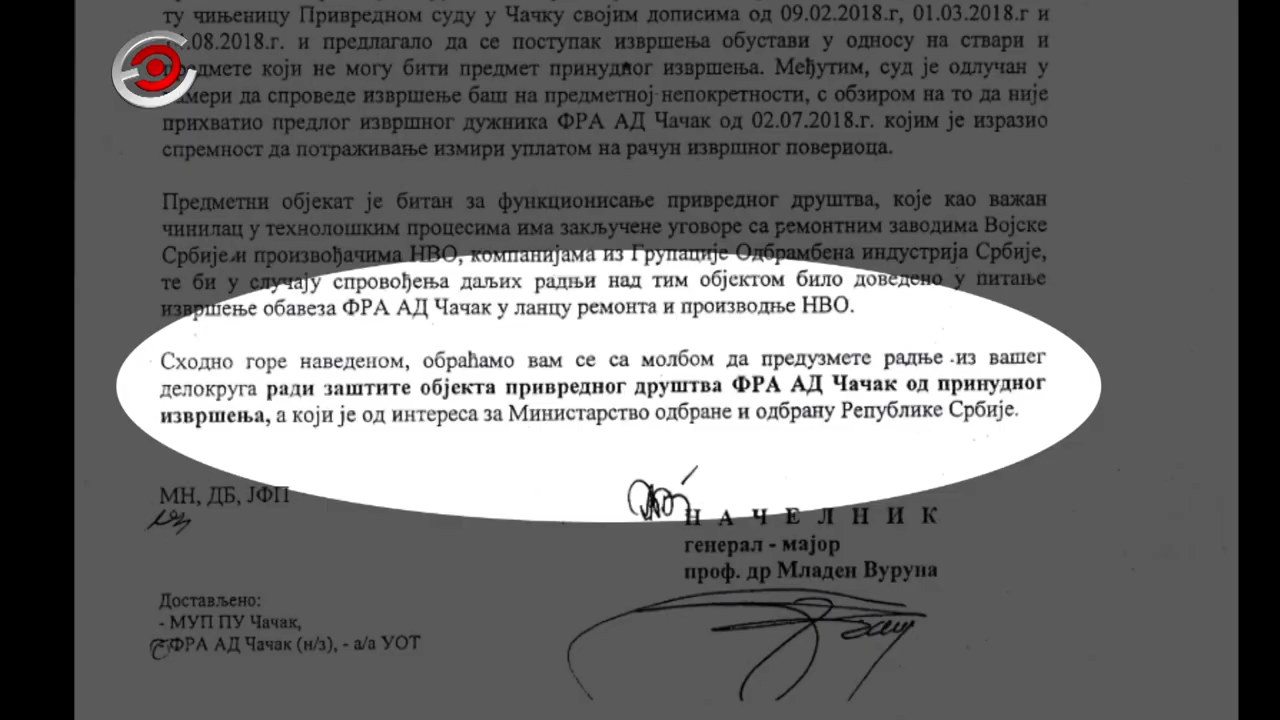 ту чињеницу Привредном суду у Чачку својим дописима од 09.02.2018.г, 01.03.2018.г и
.08.2018.г. и предлагало да се поступак извршења обустави у односу на ствари и
предмете који не могу бити предмет принудног извршења. Међутим, суд је одлучан у
намери да спроведе извршење баш на предметној непокретности, с обзиром на то да није
прихватио предлог извршног дужника ФРА АД Чачак од 02.07.2018.г. којим је изразио
спремност да потраживање измири уплатом на рачун извршног повериоца.
Предметни објекат је битан за функционисање привредног друштва, које као важан
чинилац у технолошким процесима има закључене уговоре са ремонтним заводима Војске
Србије и произвођачима НВО, компанијама из Групације Одбрамбена индустрија Србије,
те би у случају спровођења даљих радњи над тим објектом било доведено у питање
извршење обавеза ФРА АД Чачак у ланцу ремонта и производње НВО.
Сходно горе наведеном, обраћамо вам се са молбом да предузмете радње из вашег
делокруга ради заштите објекта привредног друштва ФРА АД Чачак од принудног
извршења, а који је од интереса за Министарство одбране и одбрану Републике Србије.
МН, ДБ, ЈФП
Н А Ч Е Л Н И К
генерал - мајор
проф. др Младен Вуруна
Достављено:
- МУП ПУ Чачак,
- ФРА АД Чачак (н/з), - а/а УОТ